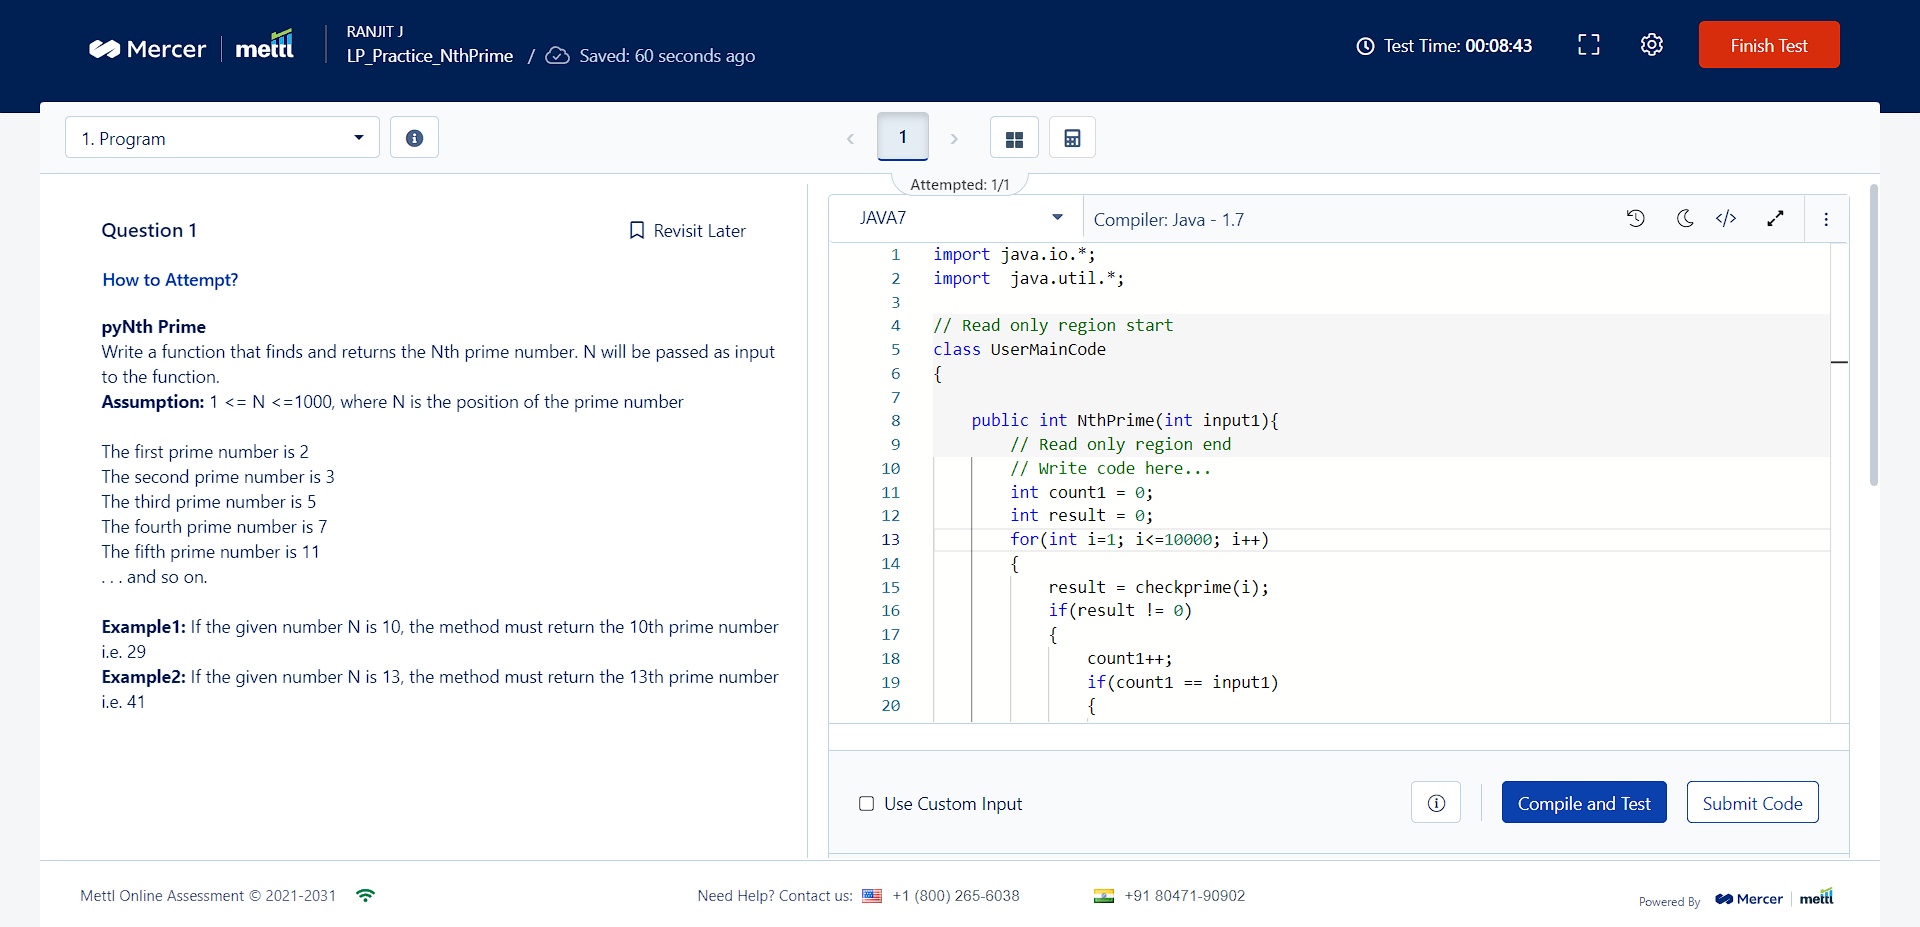 Mercer | mettl
RANJIT J
LP_Practice_NthPrime / Saved: 60 seconds ago
Test Time: 00:08:43
Finish Test
1. Program
1
Attempted: 1/1
Question 1
Revisit Later
How to Attempt?
pyNth Prime
Write a function that finds and returns the Nth prime number. N will be passed as input
to the function.
Assumption: 1 <= N <=1000, where N is the position of the prime number
The first prime number is 2
The second prime number is 3
The third prime number is 5
The fourth prime number is 7
The fifth prime number is 11
. . . and so on.
Example1: If the given number N is 10, the method must return the 10th prime number
i.e. 29
Example2: If the given number N is 13, the method must return the 13th prime number
i.e. 41
JAVA7
Compiler: Java - 1.7
1 import java.io.*;
2 import  java.util.*;
3
4 // Read only region start
5 class UserMainCode
6 {
7
8 public int NthPrime(int input1){
9 // Read only region end
10 // Write code here...
11 int count1 = 0;
12 int result = 0;
13 for(int i=1; i<=10000; i++)
14 {
15 result = checkprime(i);
16 if(result != 0)
17 {
18 count1++;
19 if(count1 == input1)
20 {
Use Custom Input
Compile and Test
Submit Code
Mettl Online Assessment © 2021-2031
Need Help? Contact us: +1 (800) 265-6038
+91 80471-90902
Powered By Mercer | mettl